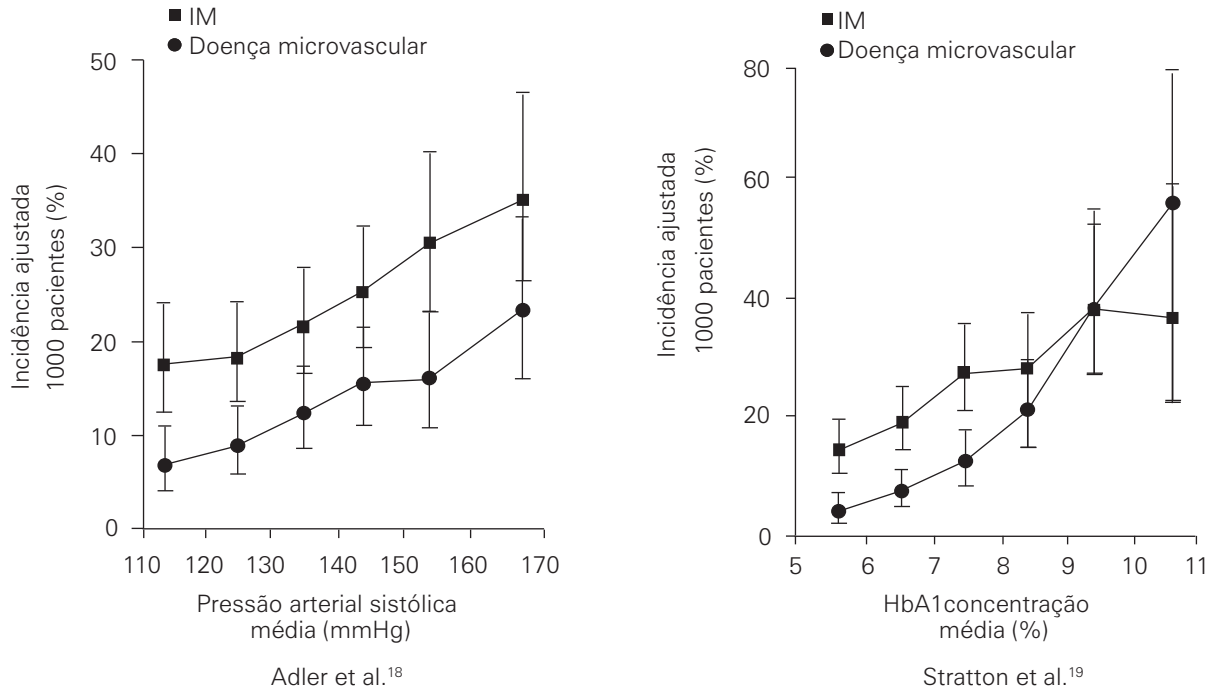 IM
Doença microvascular
Incidência ajustada
1000 pacientes (%)
50
40
30
20
10
0
110 120 130 140 150 160 170
Pressão arterial sistólica
média (mmHg)
Adler et al.18
IM
Doença microvascular
Incidência ajustada
1000 pacientes (%)
80
60
40
20
0
5 6 7 8 9 10 11
HbA1concentração
média (%)
Stratton et al.19